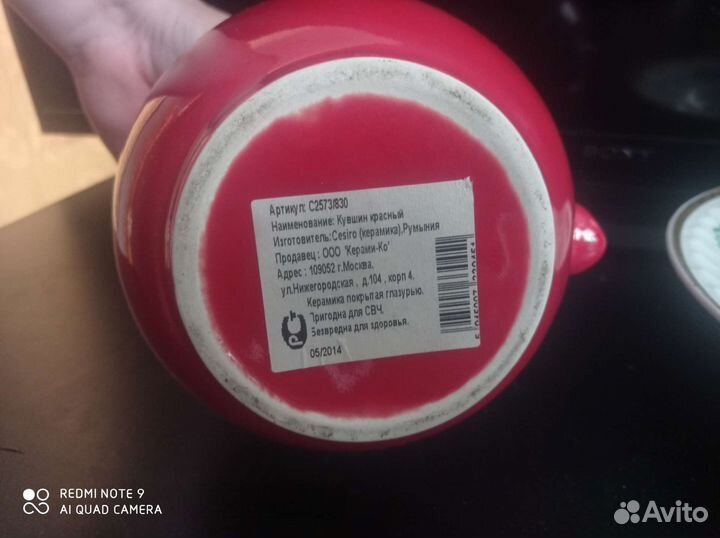 Артикул: C2573/830
Наименование: Кувшин красный
Изготовитель:Cesiro (керамика),Румыния
Продавец : ООО 'Керами-Ко'
Адрес : 109052 г.Москва,
ул.Нижегородская , д.104 , корп 4.
Керамика покрытая глазурью.
Пригодна для СВЧ.
Безвредна для здоровья.
05/2014
РСТ
SONY
REDMI NOTE 9
AI QUAD CAMERA
Avito